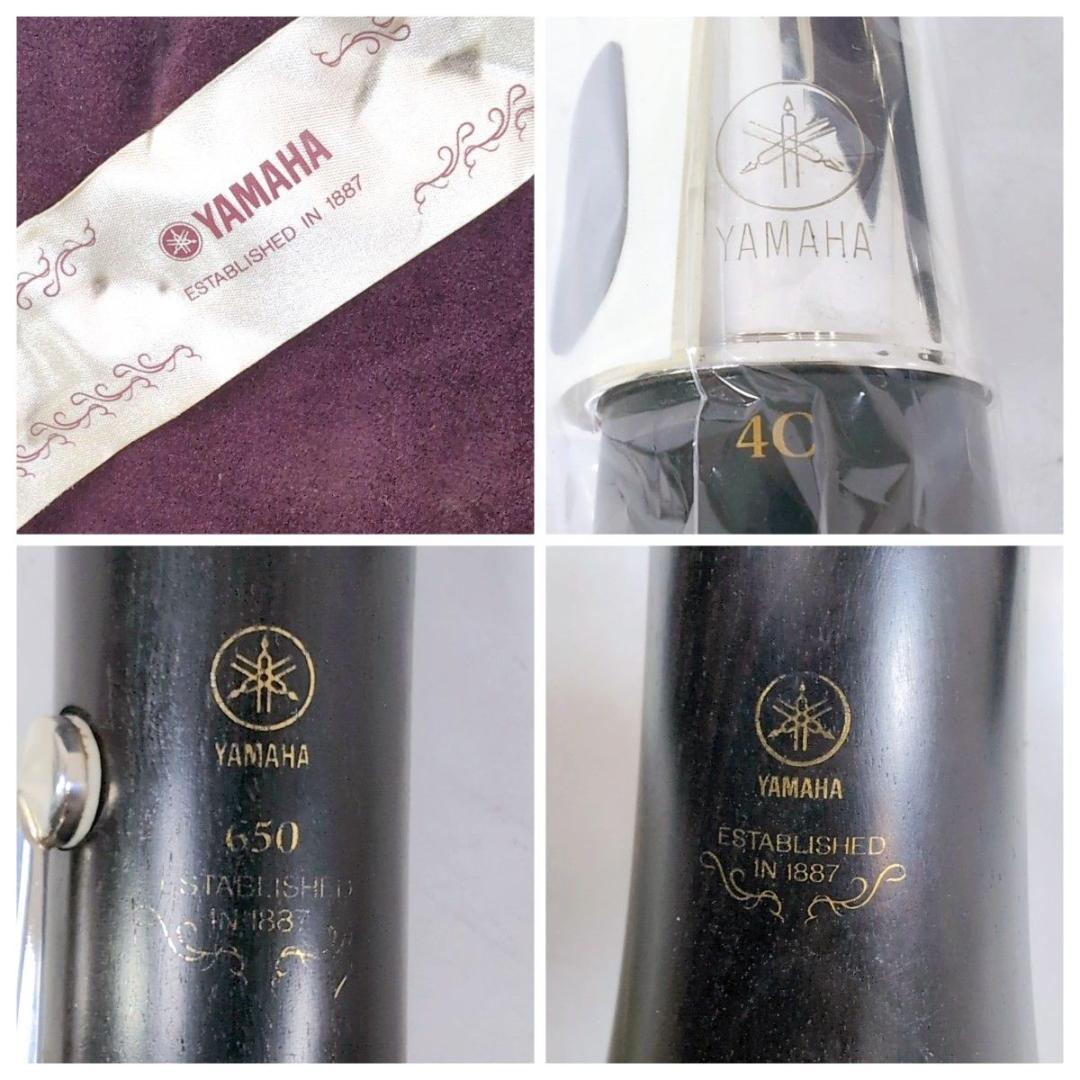 YAMAHA
ESTABLISHED IN 1887
YAMAHA
4C
YAMAHA
650
ESTABLISHED
IN 1887
YAMAHA
ESTABLISHED
IN 1887